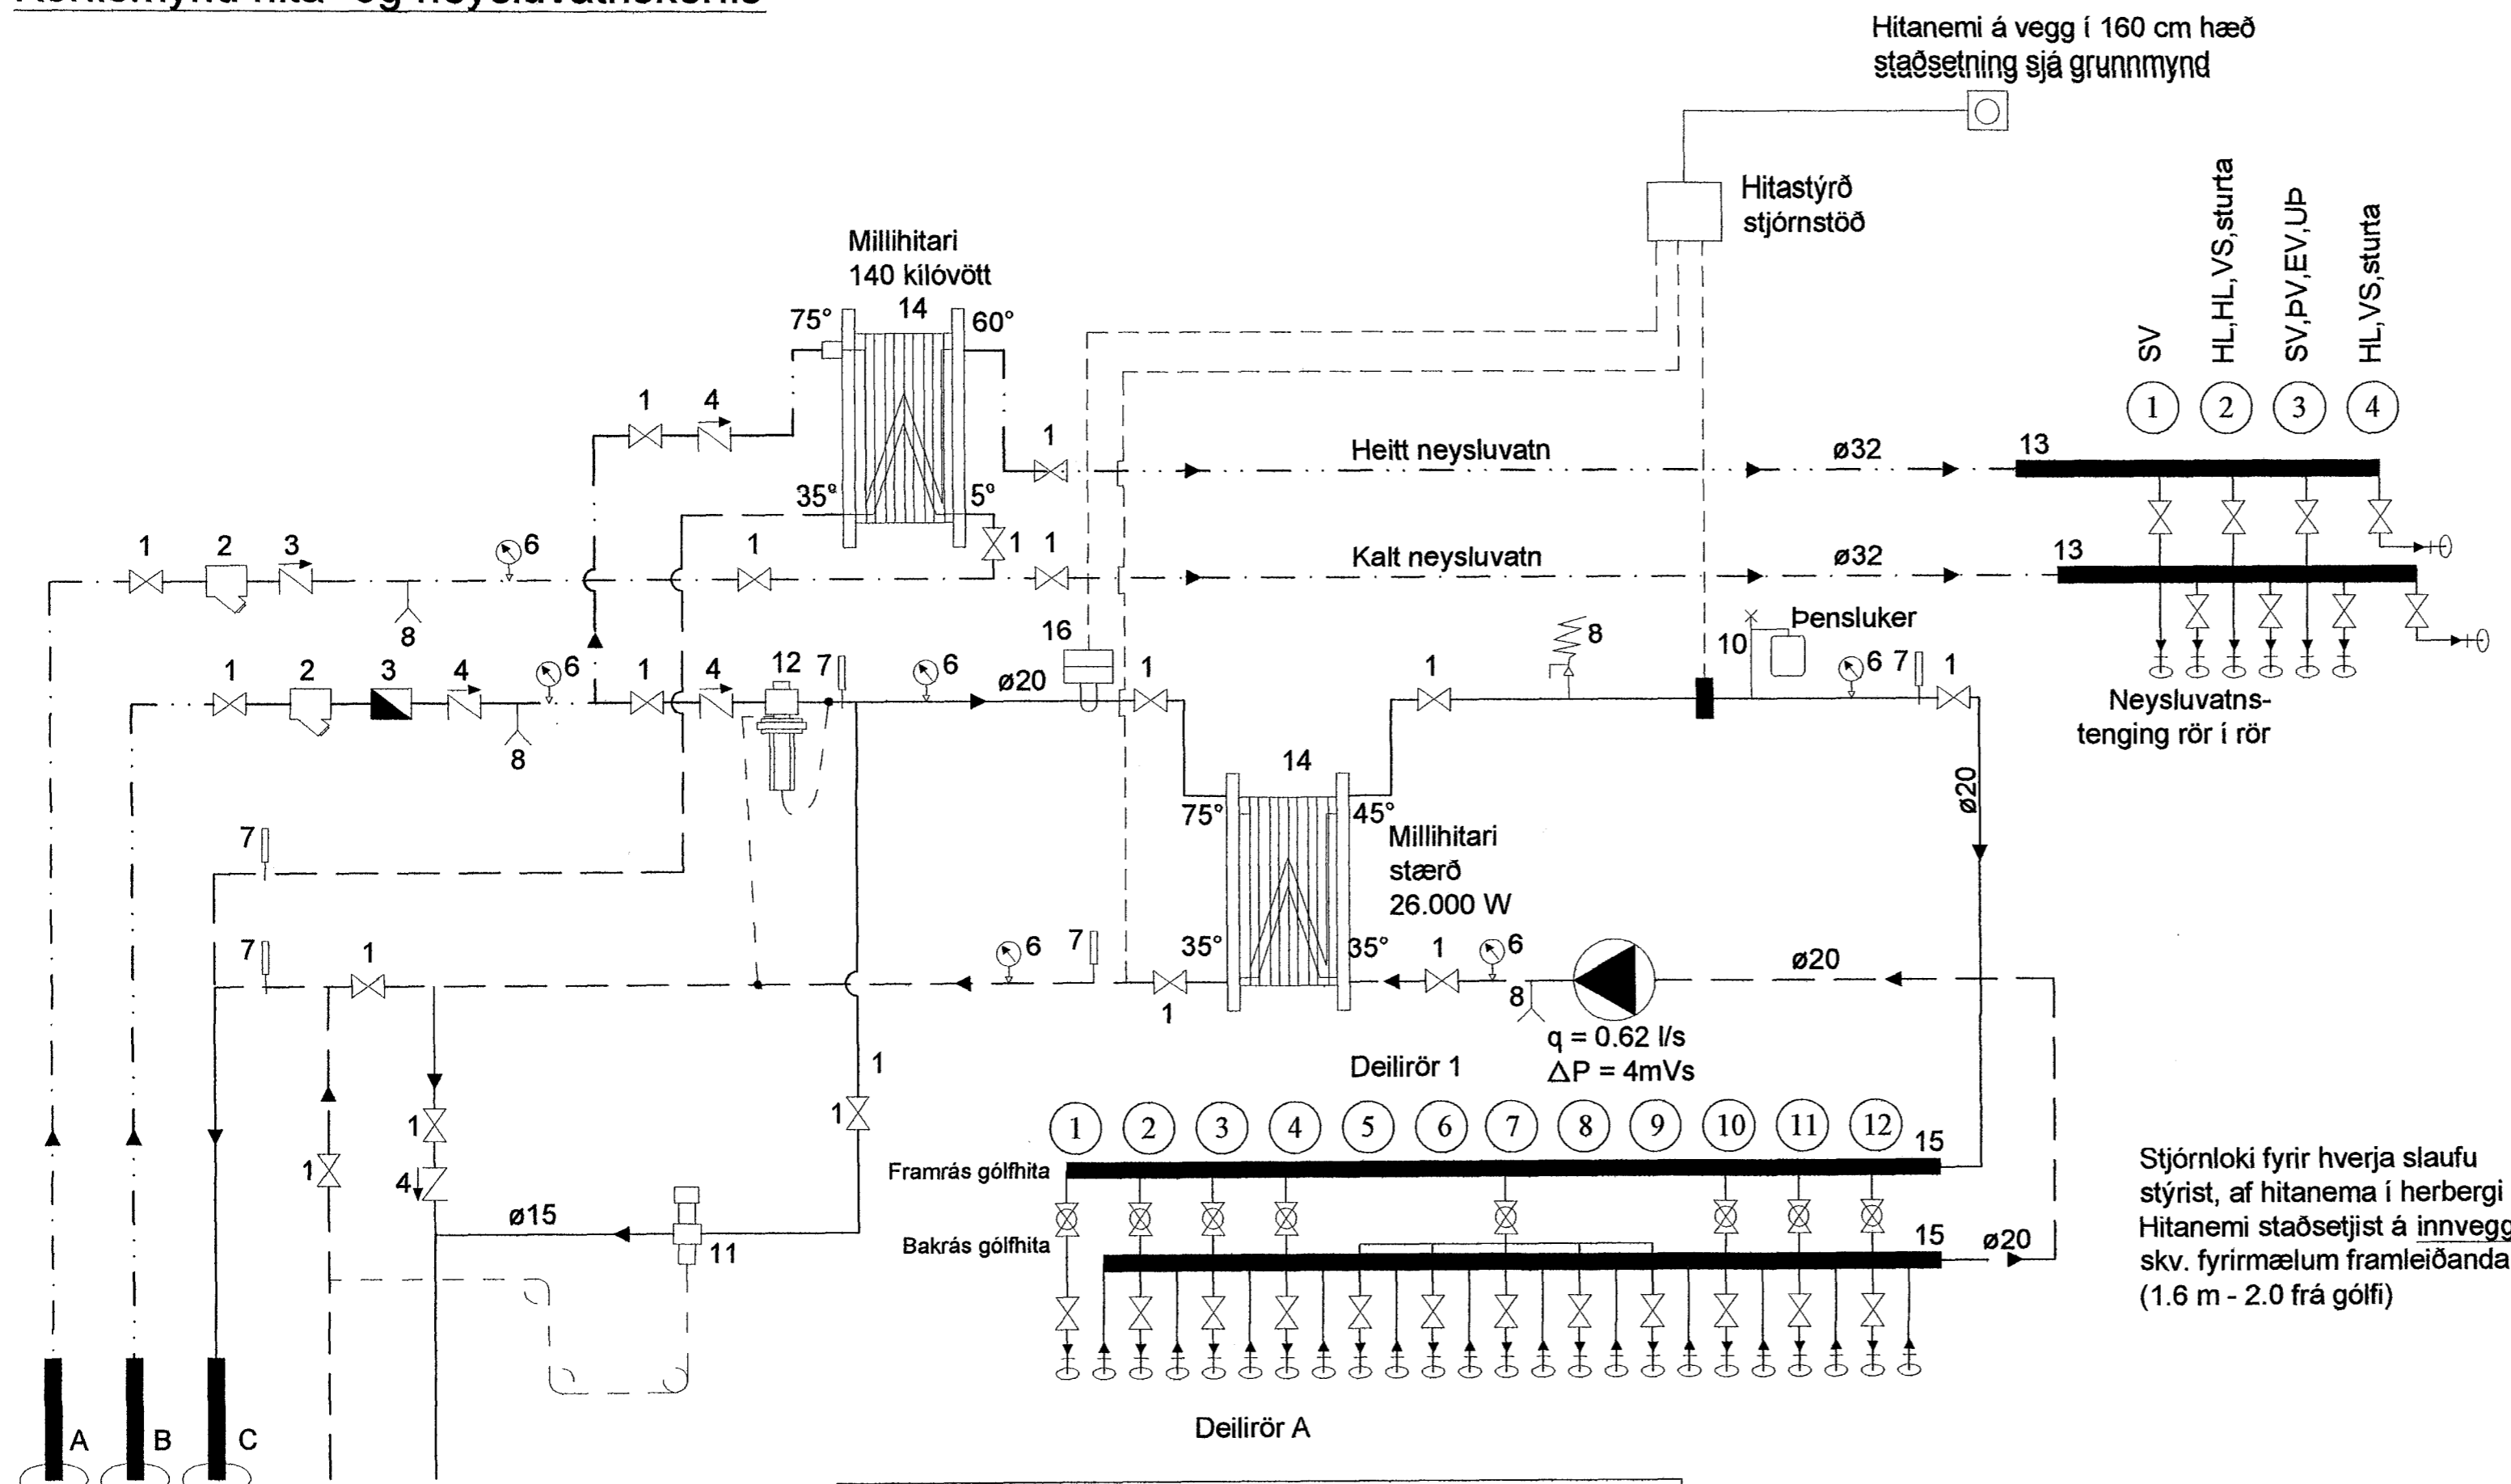 Hitanemi á vegg í 160 cm hæð
staðsetning sjá grunnmynd
Hitastýrð
stjórnstöð
Millihitari
140 kílóvött
14
75°
60°
35°
5°
SV
HL,HL,VS,sturta
SV,ÞV,EV,UÞ
HL,VS,sturta
1
2
3
4
1
4
1
Heitt neysluvatn
ø32
13
1
2
3
6
8
1
1
1
Kalt neysluvatn
ø32
13
1
2
3
4
6
8
1
4
12
7
6
ø20
16
1
1
8
10
Þensluker
6
7
1
Neysluvatns-
tenging rör í rör
ø20
14
75°
45°
Millihitari
stærð
26.000 W
35°
35°
7
7
1
6
7
1
1
6
8
ø20
q = 0.62 l/s
△P = 4mVs
Deilirör 1
1
2
3
4
5
6
7
8
9
10
11
12
15
Framrás gólfhita
Bakrás gólfhita
15
ø20
1
1
1
1
4
ø15
11
Stjórnloki fyrir hverja slaufu
stýrist, af hitanema í herbergi
Hitanemi staðsetjist á innvegg
skv. fyrirmælum framleiðanda
(1.6 m - 2.0 frá gólfi)
Deilirör A
A
B
C